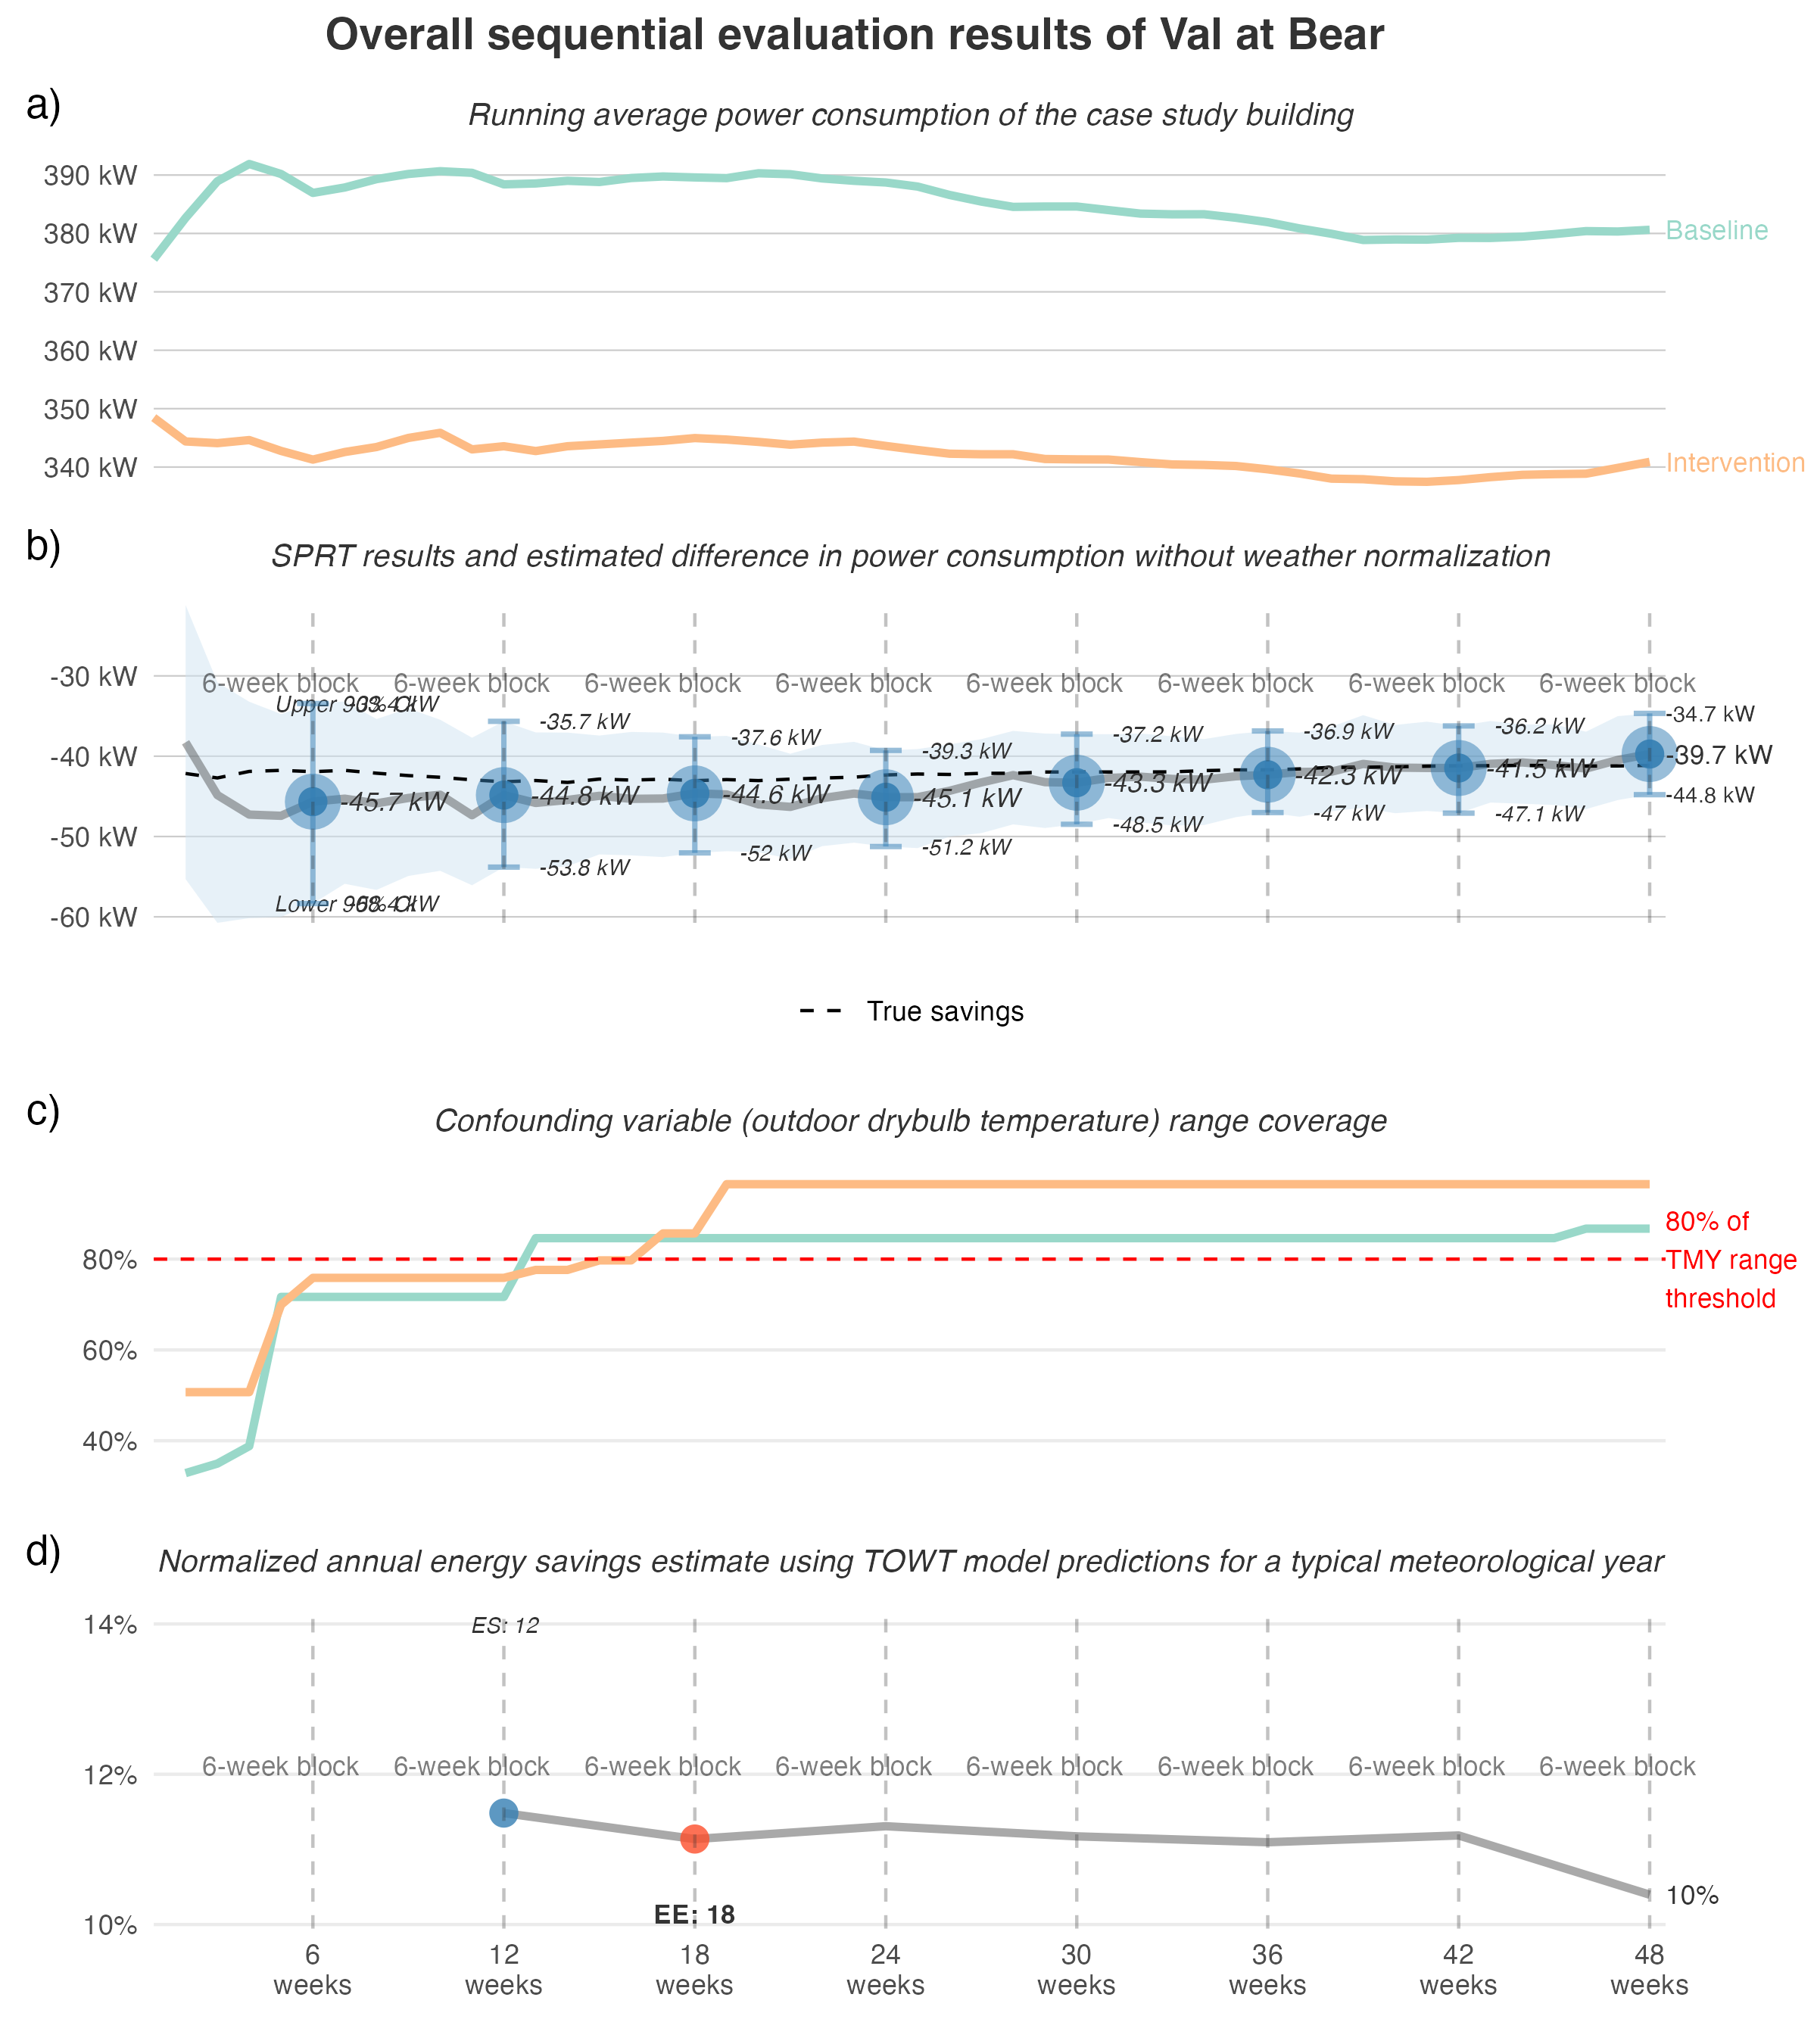 Overall sequential evaluation results of Val at Bear
a)
Running average power consumption of the case study building
390 kW
380 kW
370 kW
360 kW
350 kW
340 kW
Baseline
Intervention
b)
SPRT results and estimated difference in power consumption without weather normalization
-30 kW
-40 kW
-50 kW
-60 kW
6-week block 6-week block 6-week block 6-week block 6-week block 6-week block 6-week block 6-week block
Upper
-35.7 kW
-37.6 kW
-39.3 kW
-37.2 kW
-36.9 kW
-36.2 kW
-34.7 kW
-45.7 kW
-44.8 kW
-44.6 kW
-45.1 kW
-43.3 kW
-42.3 kW
-41.5 kW
-39.7 kW
Lower
-53.8 kW
-52 kW
-51.2 kW
-48.5 kW
-47 kW
-47.1 kW
-44.8 kW
True savings
c)
Confounding variable (outdoor drybulb temperature) range coverage
80%
60%
40%
80% of
TMY range
threshold
d)
Normalized annual energy savings estimate using TOWT model predictions for a typical meteorological year
14%
12%
10%
ES: 12
6-week block 6-week block 6-week block 6-week block 6-week block 6-week block 6-week block 6-week block
EE: 18
10%
6 12 18 24 30 36 42 48
weeks weeks weeks weeks weeks weeks weeks weeks